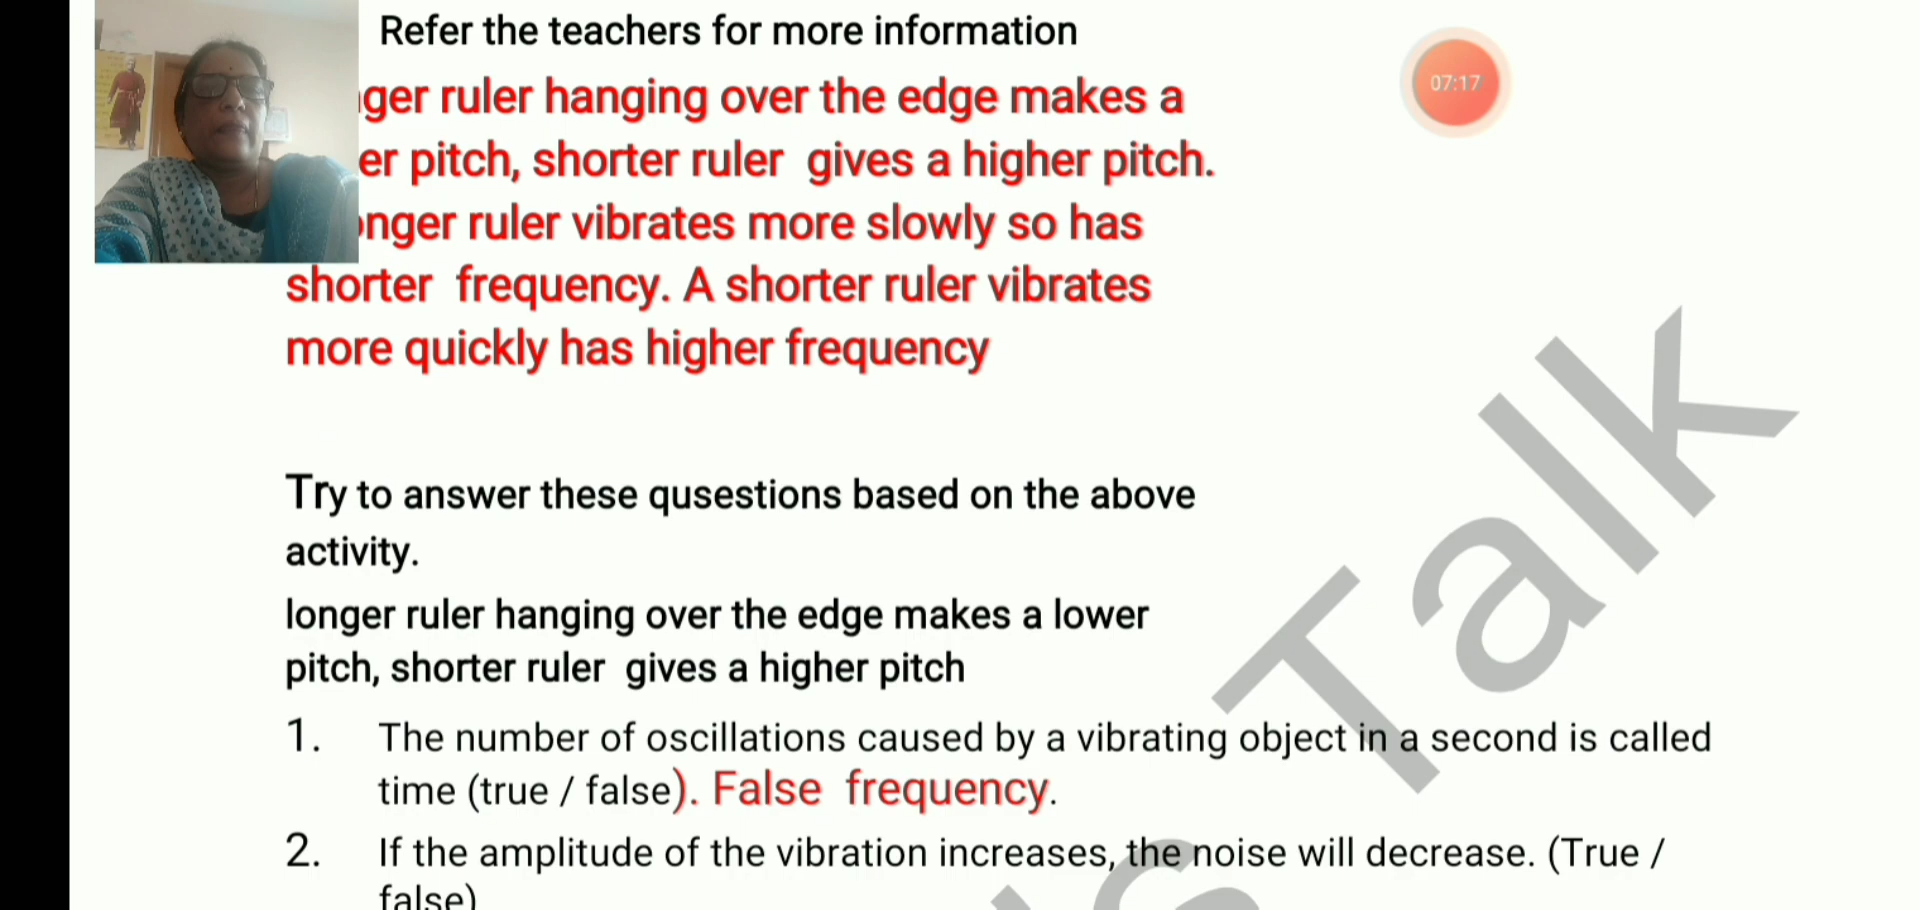 Refer the teachers for more information
07:17
ruler hanging over the edge makes a
pitch, shorter ruler gives a higher pitch.
ruler vibrates more slowly so has
shorter frequency. A shorter ruler vibrates
more quickly has higher frequency
Try to answer these qusestions based on the above
activity.
longer ruler hanging over the edge makes a lower
pitch, shorter ruler gives a higher pitch
1. The number of oscillations caused by a vibrating object in a second is called
time (true / false). False frequency.
2. If the amplitude of the vibration increases, the noise will decrease. (True /
false)
Talk